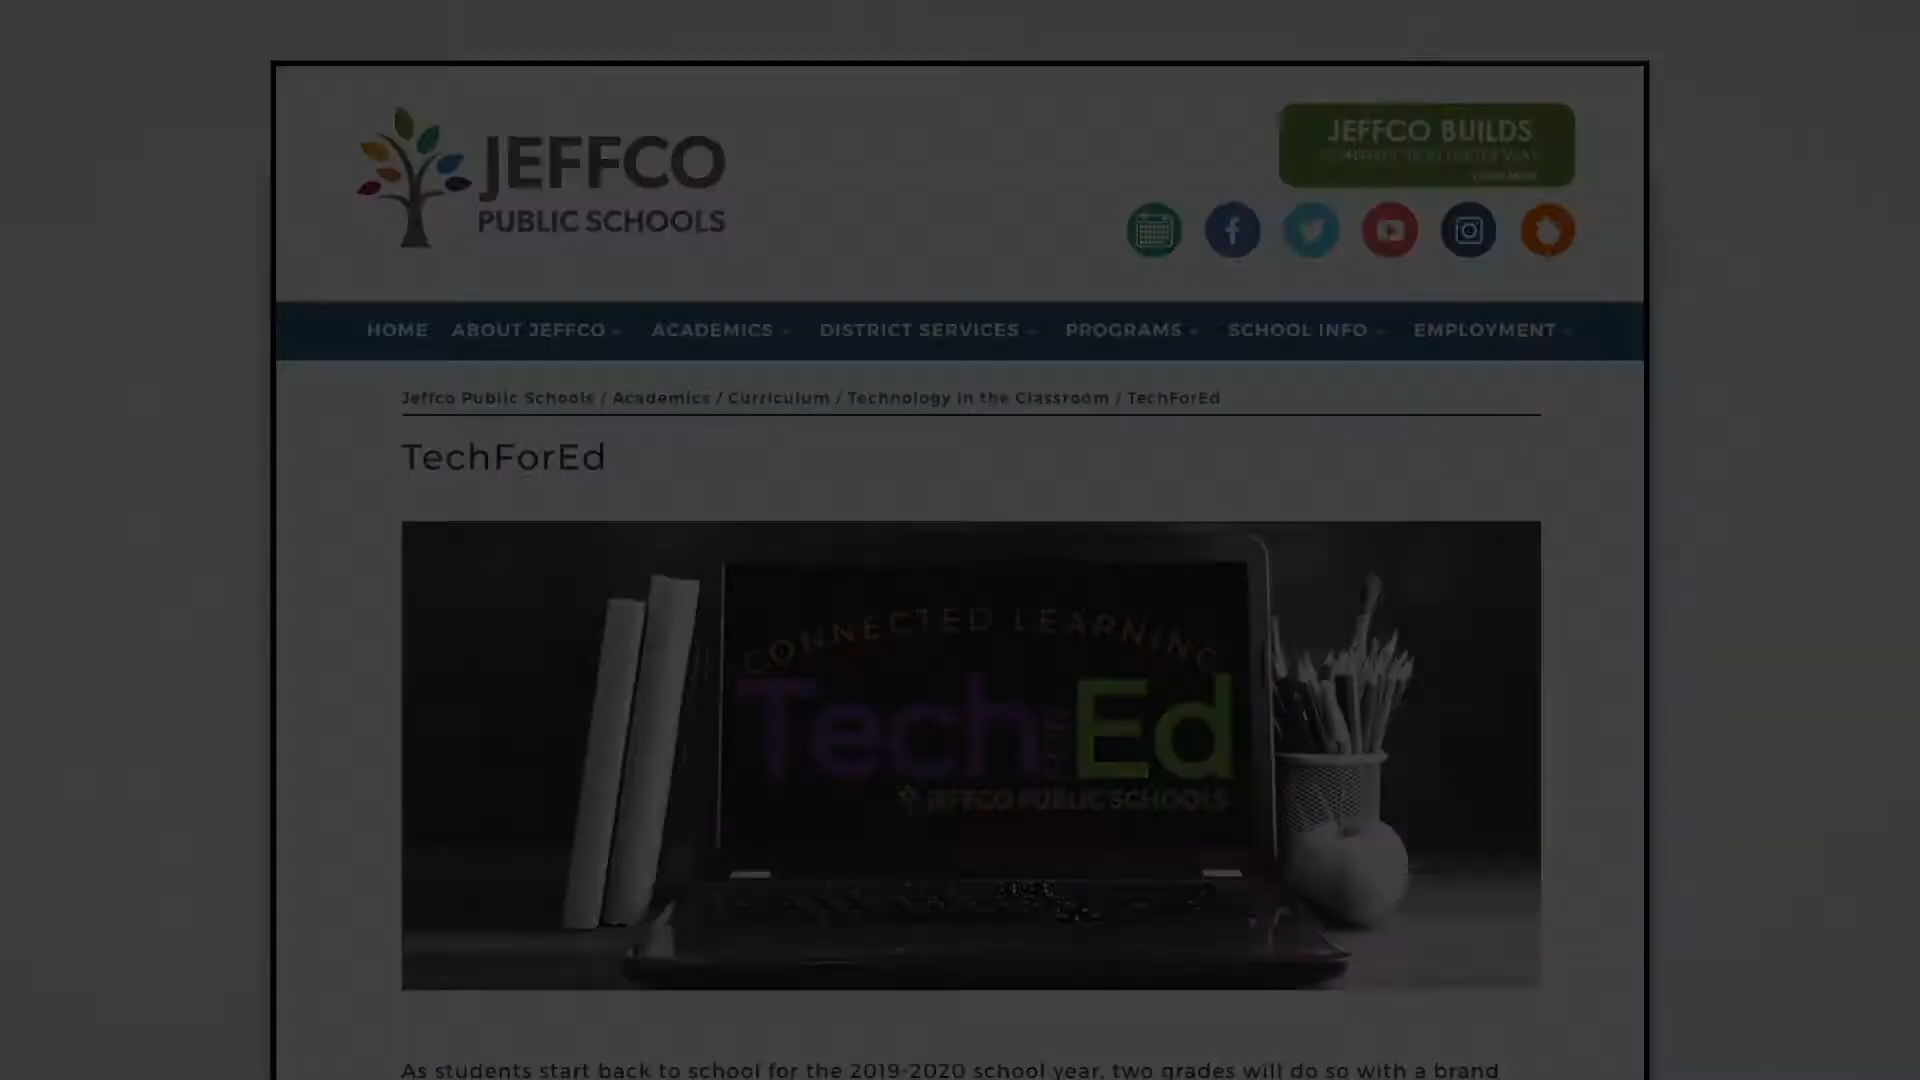 JEFFCO
PUBLIC SCHOOLS
JEFFCO BUILDS
HOME ABOUT JEFFCO ACADEMICS DISTRICT SERVICES PROGRAMS SCHOOL INFO EMPLOYMENT
Jeffco Public Schools / Academics / Curriculum / Technology in the Classroom / TechForEd
TechForEd
CONNECTED LEARNING
Tech FOR Ed
JEFFCO PUBLIC SCHOOLS
As students start back to school for the 2019-2020 school year, two grades will do so with a brand